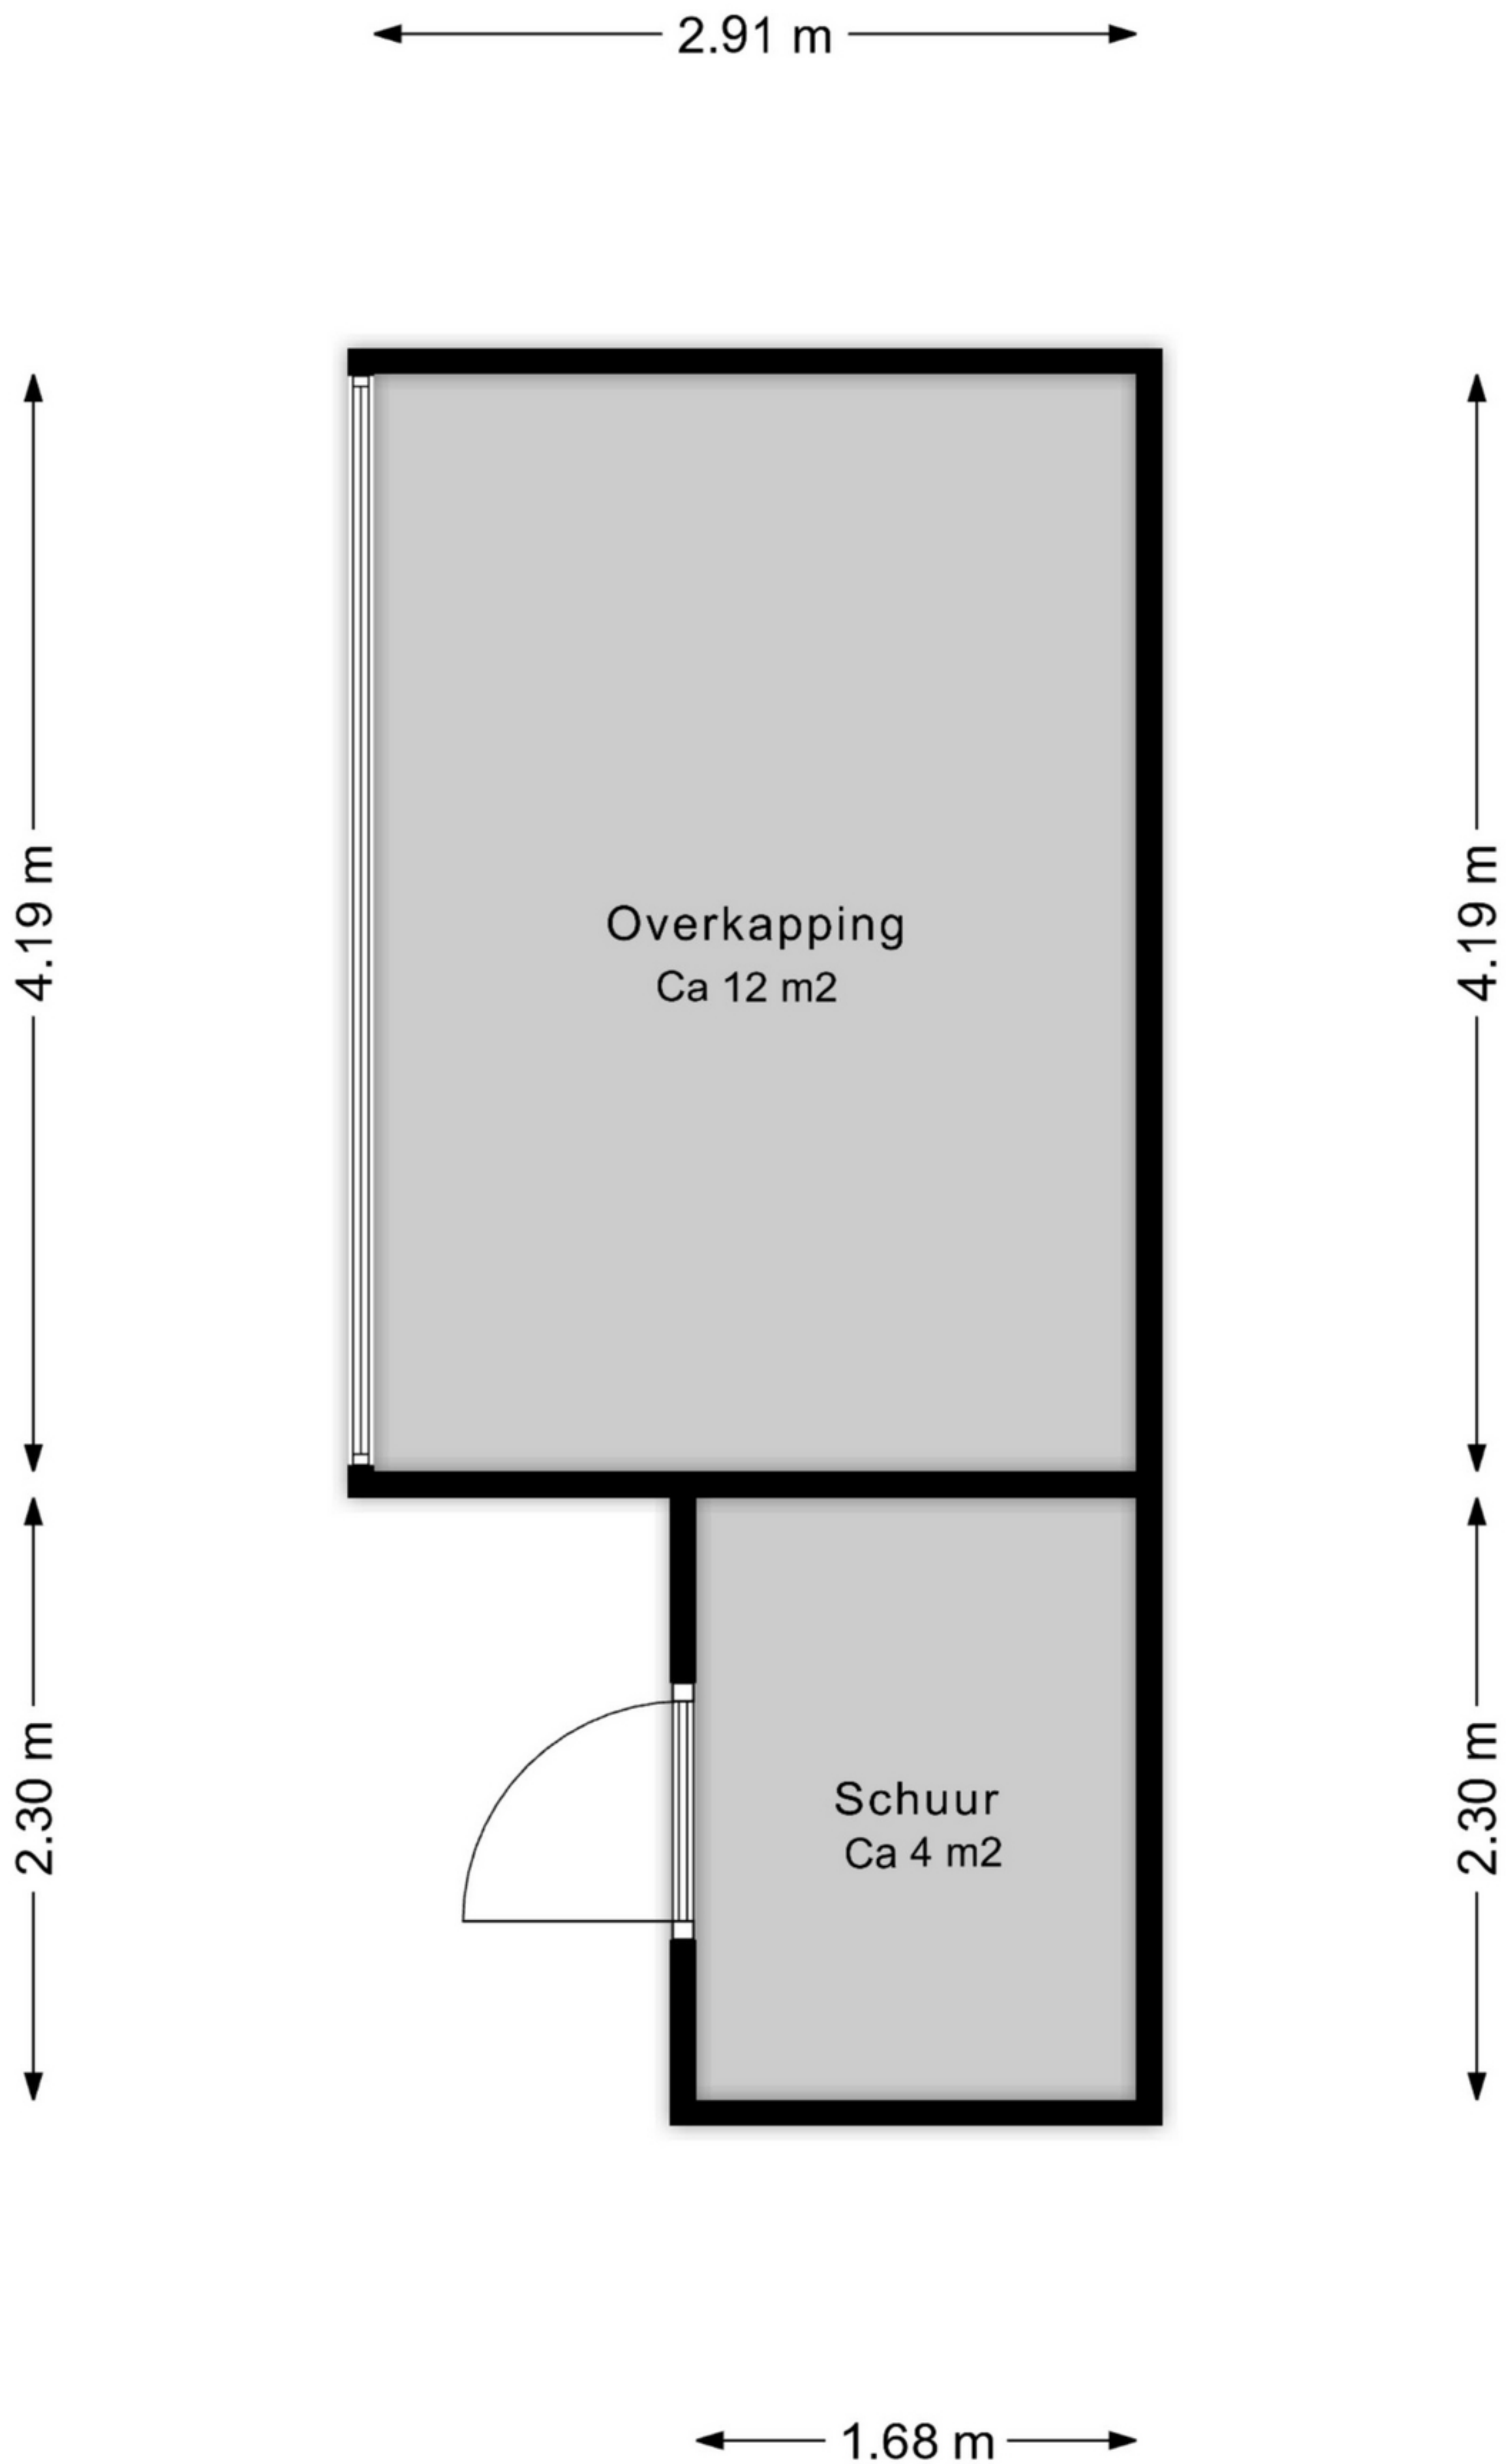 2.91 m
4.19 m
4.19 m
Overkapping
Ca 12 m2
2.30 m
2.30 m
Schuur
Ca 4 m2
1.68 m